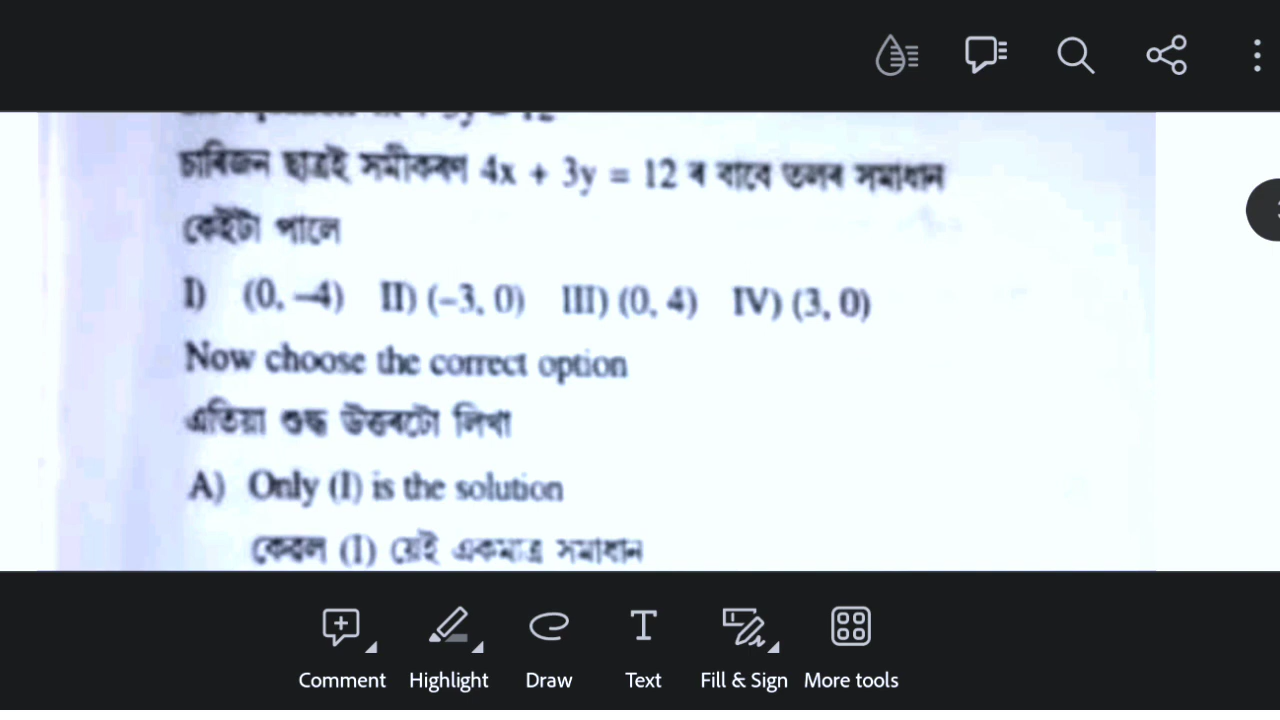 চাৰিজন ছাত্ৰই সমীকৰণ 4x + 3y = 12 ৰ বাবে তলৰ সমাধান
কেইটা পালে
I) (0, –4) II) (–3, 0) III) (0, 4) IV) (3, 0)
Now choose the correct option
এতিয়া শুদ্ধ উত্তৰটো লিখা
A) Only (I) is the solution
কেবল (I) য়েই একমাত্ৰ সমাধান
Comment Highlight Draw Text Fill & Sign More tools